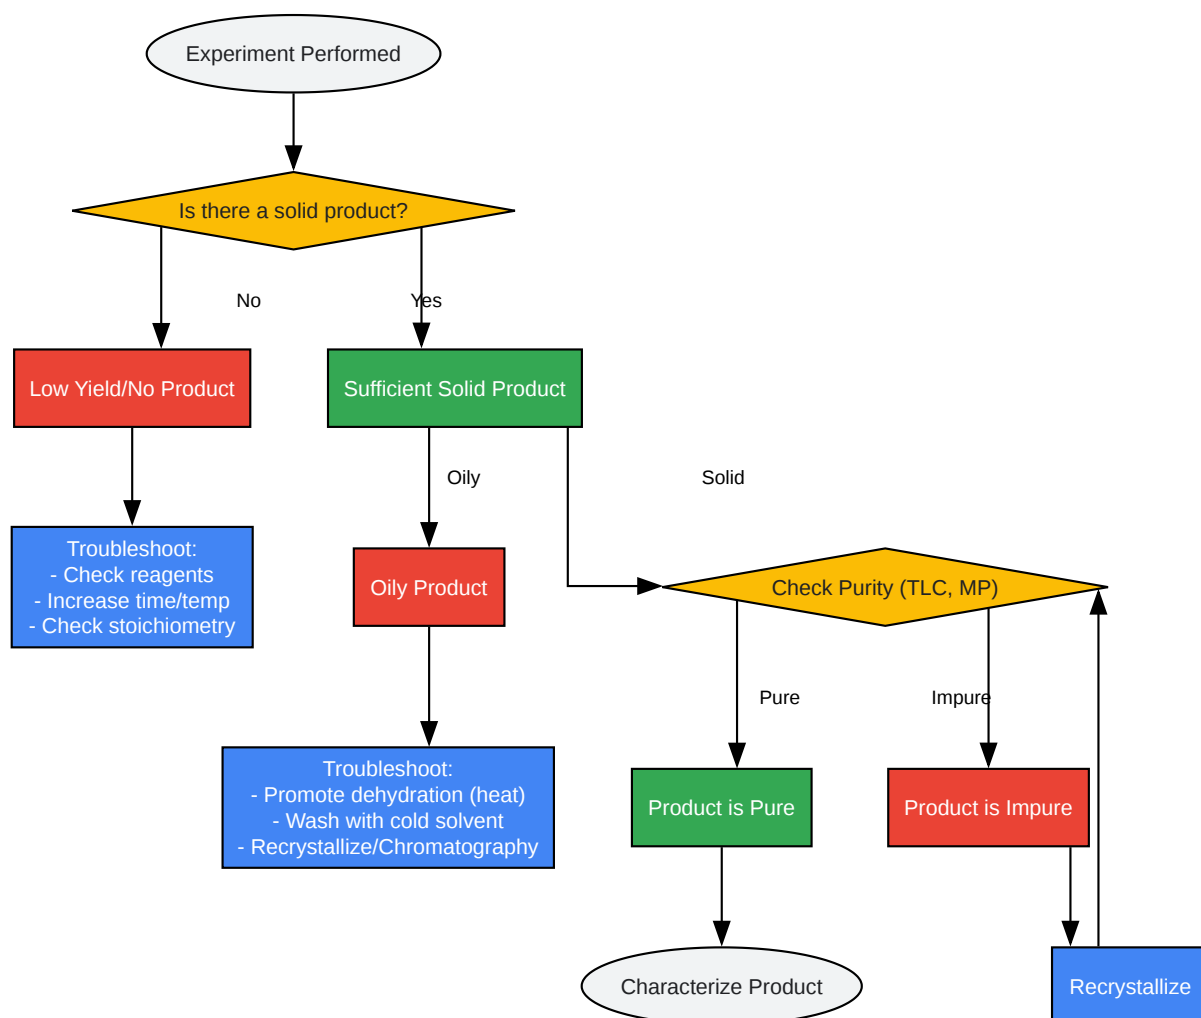 Experiment Performed
Is there a solid product?
No
Yes
Low Yield/No Product
Sufficient Solid Product
Oily
Solid
Troubleshoot:
- Check reagents
- Increase time/temp
- Check stoichiometry
Oily Product
Check Purity (TLC, MP)
Pure
Impure
Troubleshoot:
- Promote dehydration (heat)
- Wash with cold solvent
- Recrystallize/Chromatography
Product is Pure
Product is Impure
Characterize Product
Recrystallize